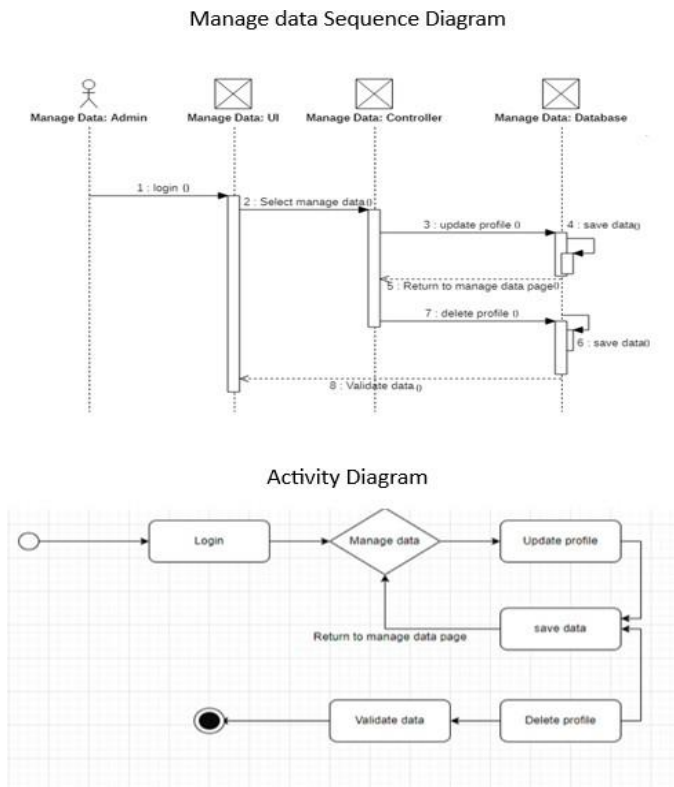 Manage data Sequence Diagram
Manage Data: Admin
Manage Data: UI
Manage Data: Controller
Manage Data: Database
1 : login ()
2 : Select manage data()
3 : update profile ()
4 : save data()
5 : Return to manage data page()
7 : delete profile ()
6 : save data()
8 : Validate data ()
Activity Diagram
Login
Manage data
Update profile
save data
Return to manage data page
Validate data
Delete profile